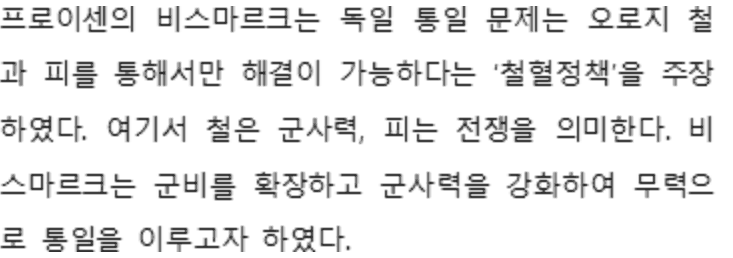 프로이센의 비스마르크는 독일 통일 문제는 오로지 철
과 피를 통해서만 해결이 가능하다는 ‘철혈정책’을 주장
하였다. 여기서 철은 군사력, 피는 전쟁을 의미한다. 비
스마르크는 군비를 확장하고 군사력을 강화하여 무력으
로 통일을 이루고자 하였다.